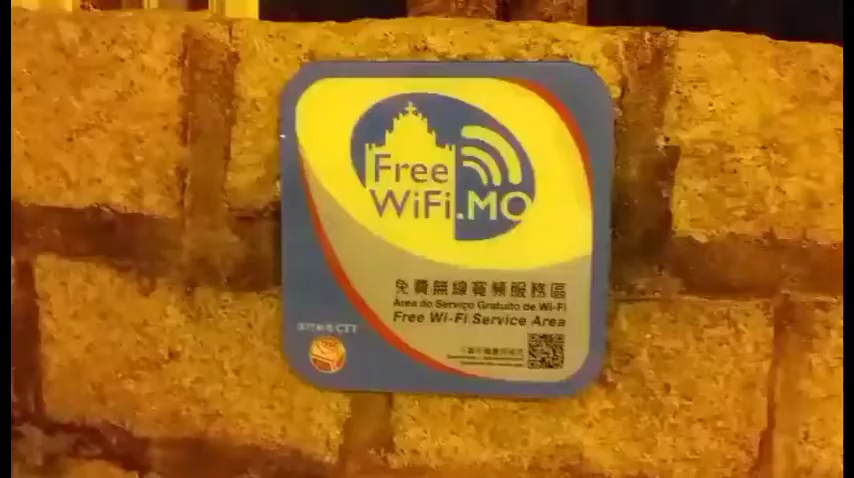 Free
WiFi.MO
免費無線寬頻服務區
Área do Serviço Gratuito de Wi-Fi
Free Wi-Fi Service Area
CTT